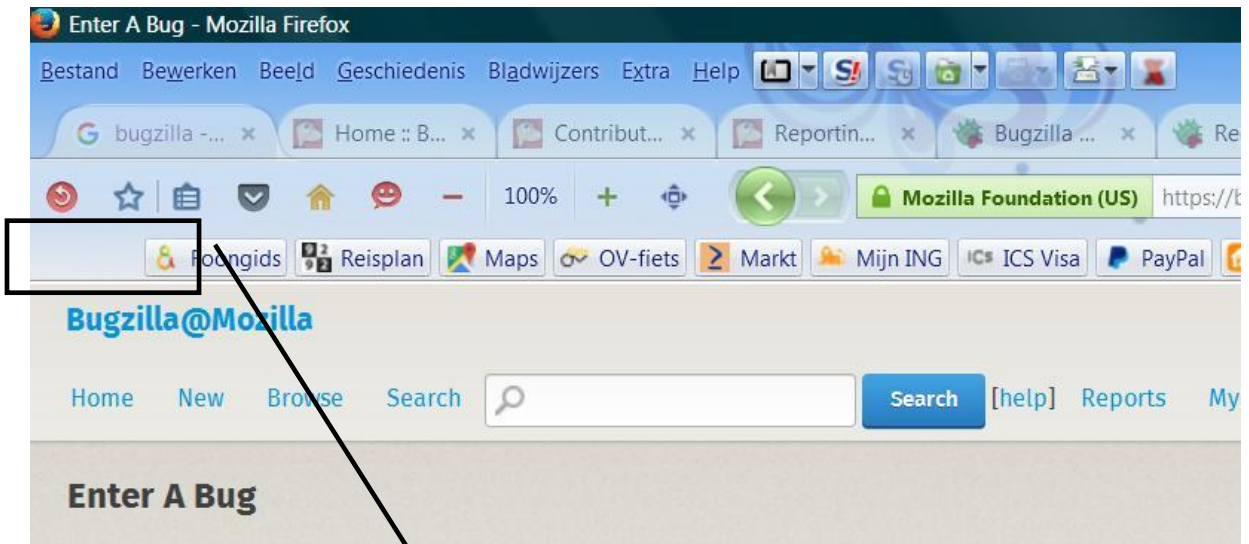 Enter A Bug - Mozilla Firefox
Bestand Bewerken Beeld Geschiedenis Bladwijzers Extra Help
bugzilla -... Home :: B... Contribut... Reportin... Bugzilla ... Re
100% Mozilla Foundation (US) https://b
Reisplan Maps OV-fiets Markt Mijn ING ICS ICS Visa PayPal
Bugzilla@Mozilla
Home New Browse Search Search [help] Reports My
Enter A Bug